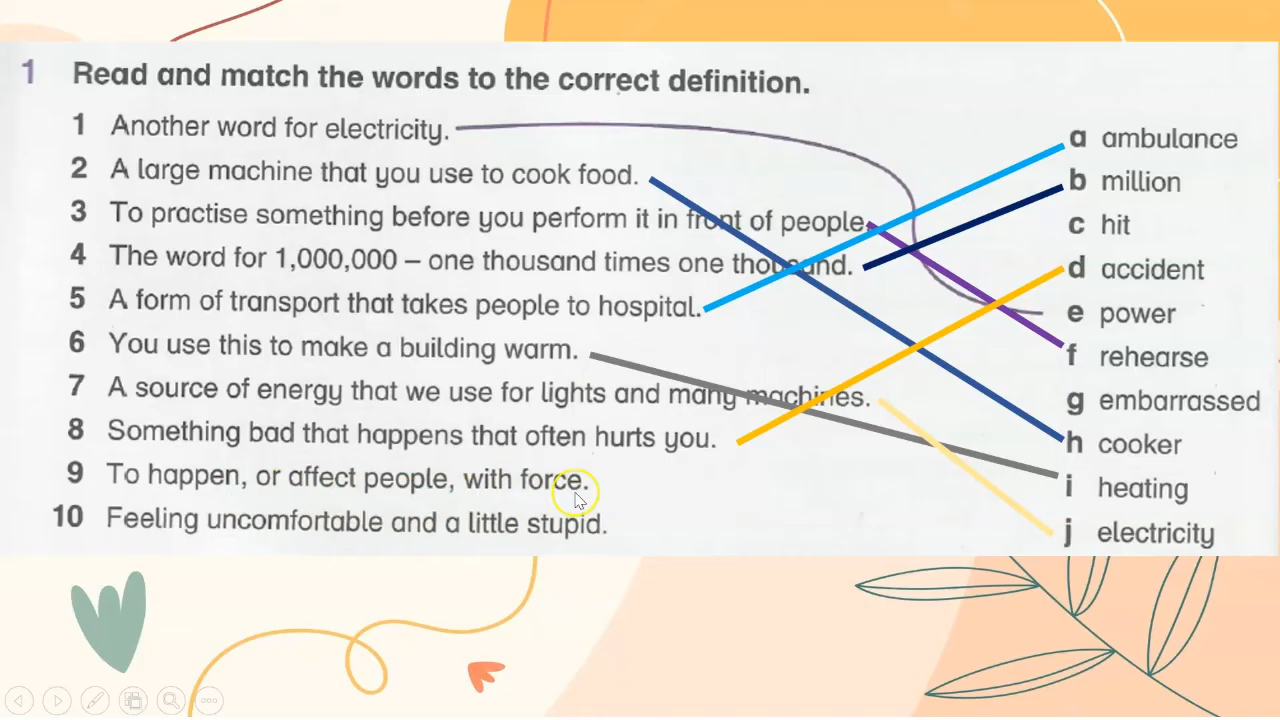 1 Read and match the words to the correct definition.
1 Another word for electricity.
2 A large machine that you use to cook food.
3 To practise something before you perform it in front of people.
4 The word for 1,000,000 – one thousand times one thousand.
5 A form of transport that takes people to hospital.
6 You use this to make a building warm.
7 A source of energy that we use for lights and many machines.
8 Something bad that happens that often hurts you.
9 To happen, or affect people, with force.
10 Feeling uncomfortable and a little stupid.
a ambulance
b million
c hit
d accident
e power
f rehearse
g embarrassed
h cooker
i heating
j electricity